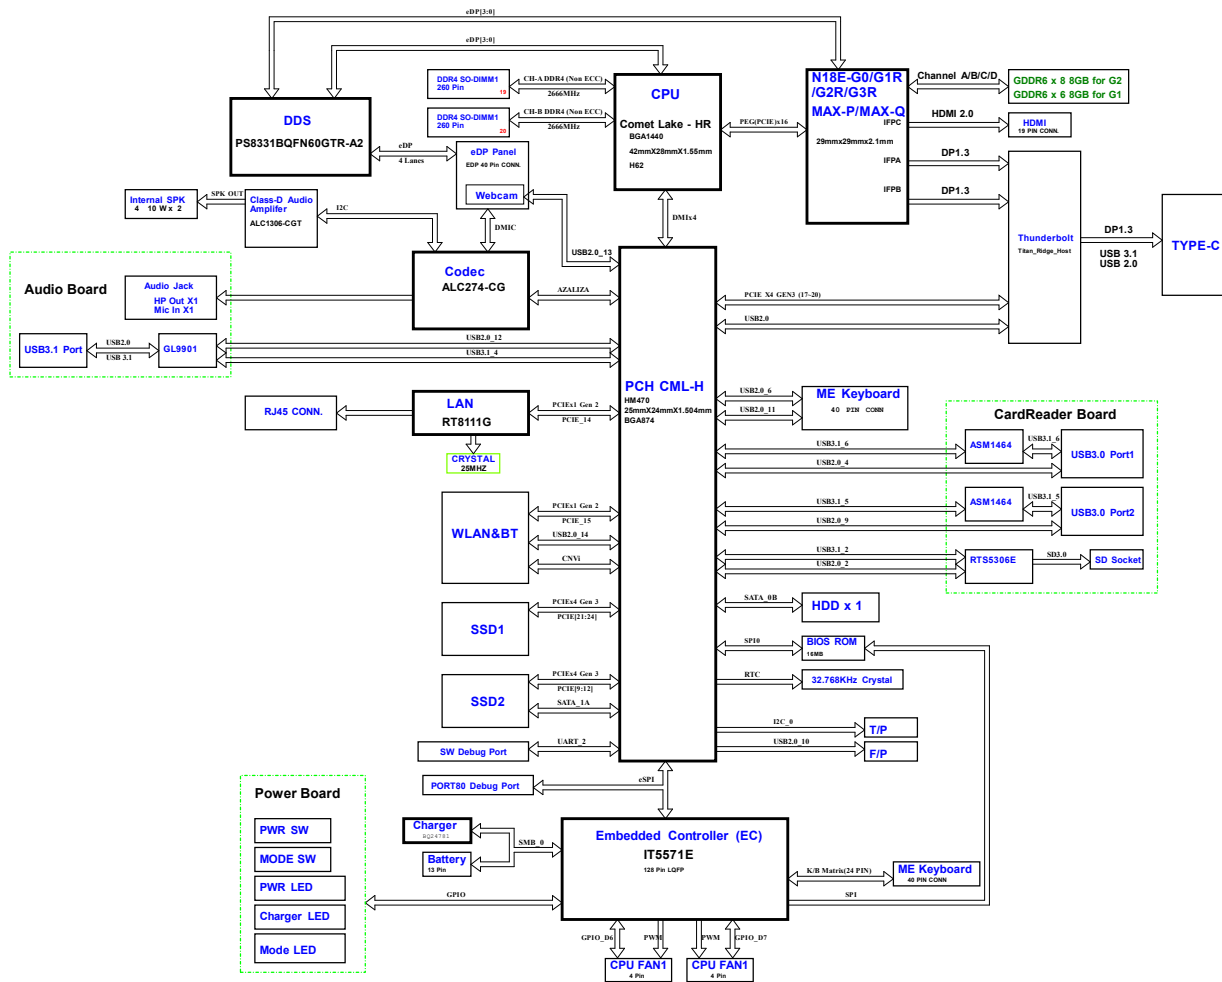 eDP[3:0]
eDP[3:0]
DDS
PS8331BQFN60GTR-A2
DDR4 SO-DIMM1
260 Pin
19
CH-A DDR4 (Non ECC)
2666MHz
DDR4 SO-DIMM1
260 Pin
20
CH-B DDR4 (Non ECC)
2666MHz
CPU
Comet Lake - HR
BGA1440
42mmX28mmX1.55mm
H62
PEG(PCIE)x16
N18E-G0/G1R
/G2R/G3R
MAX-P/MAX-Q
IFPC
29mmx29mmx2.1mm
IFPA
IFPB
Channel A/B/C/D
GDDR6 x 8 8GB for G2
GDDR6 x 6 8GB for G1
HDMI 2.0
HDMI
19 PIN CONN.
DP1.3
DP1.3
Thunderbolt
Titan_Ridge_Host
DP1.3
USB 3.1
USB 2.0
TYPE-C
eDP
4 Lanes
eDP Panel
EDP 40 Pin CONN.
Webcam
DMIC
USB2.0_13
DMIx4
Internal SPK
4 10 W x 2
SPK OUT
Class-D Audio
Amplifer
ALC1306-CGT
I2C
Codec
ALC274-CG
AZALIZA
Audio Board
Audio Jack
HP Out X1
Mic In X1
USB3.1 Port
USB2.0
USB 3.1
GL9901
USB2.0_12
USB3.1_4
PCIE X4 GEN3 (17~20)
USB2.0
PCH CML-H
HM470
25mmX24mmX1.504mm
BGA874
RJ45 CONN.
LAN
RT8111G
PCIEx1 Gen 2
PCIE_14
CRYSTAL
25MHZ
USB2.0_6
USB2.0_11
ME Keyboard
40 PIN CONN
CardReader Board
USB3.1_6
USB2.0_4
ASM1464
USB3.1_6
USB3.0 Port1
USB3.1_5
USB2.0_9
ASM1464
USB3.1_5
USB3.0 Port2
USB3.1_2
USB2.0_2
RTS5306E
SD3.0
SD Socket
WLAN&BT
PCIEx1 Gen 2
PCIE_15
USB2.0_14
CNVi
SSD1
PCIEx4 Gen 3
PCIE[21:24]
SATA_0B
HDD x 1
SPI0
BIOS ROM
16MB
RTC
32.768KHz Crystal
SSD2
PCIEx4 Gen 3
PCIE[9:12]
SATA_1A
I2C_0
T/P
USB2.0_10
F/P
SW Debug Port
UART_2
PORT80 Debug Port
eSPI
Power Board
PWR SW
MODE SW
PWR LED
Charger LED
Mode LED
GPIO
Charger
BQ24781
Battery
13 Pin
SMB_0
Embedded Controller (EC)
IT5571E
128 Pin LQFP
K/B Matrix(24 PIN)
SPI
ME Keyboard
40 PIN CONN
GPIO_D6
PWM
PWM
GPIO_D7
CPU FAN1
4 Pin
CPU FAN1
4 Pin